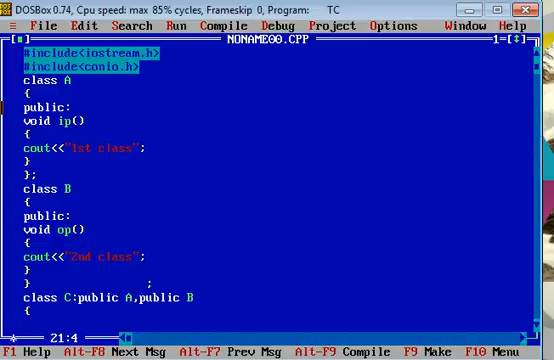 DOSBox 0.74, Cpu speed: max 85% cycles, Frameskip 0, Program: TC
≡ File Edit Search Run Compile Debug Project Options Window Help
NONAME00.CPP 1=[↕]
#include<iostream.h>
#include<conio.h>
class A
{
public:
void ip()
{
cout<<"1st class";
}
};
class B
{
public:
void op()
{
cout<<"2nd class";
}
} ;
class C:public A,public B
{
21:4
F1 Help Alt-F8 Next Msg Alt-F7 Prev Msg Alt-F9 Compile F9 Make F10 Menu